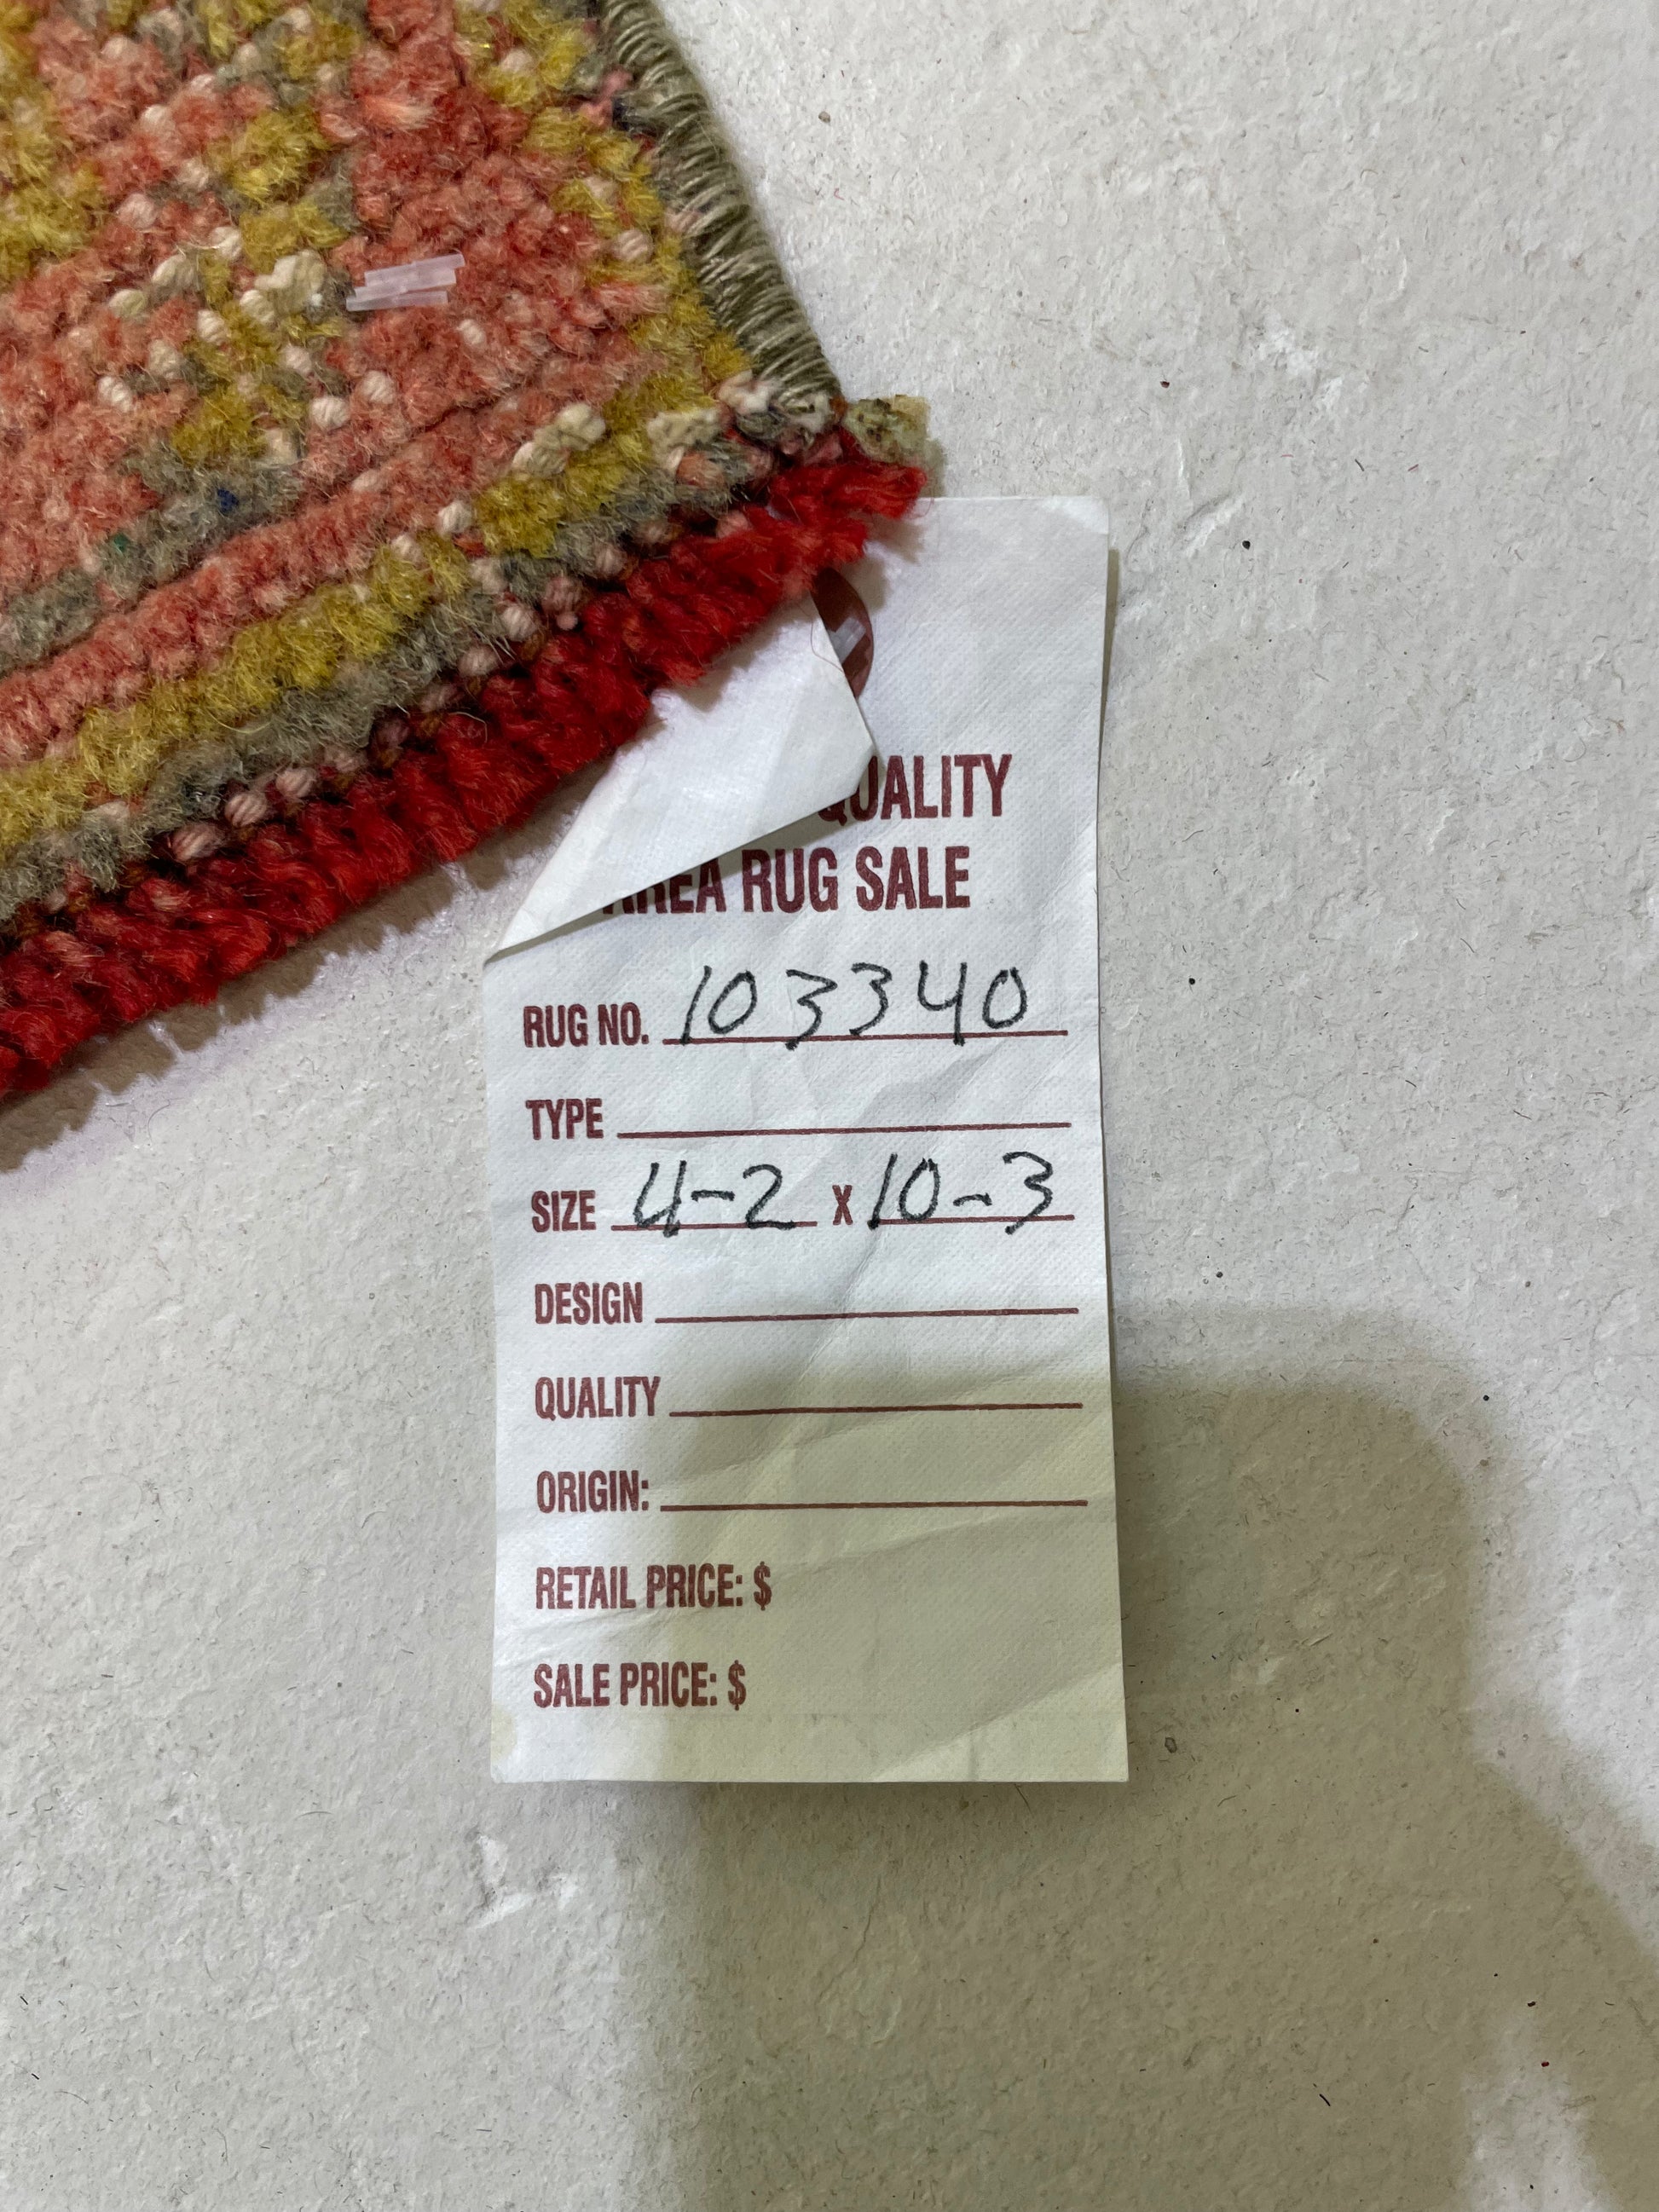 QUALITY
AREA RUG SALE
RUG NO. 103340
TYPE
SIZE 4-2 x 10-3
DESIGN
QUALITY
ORIGIN:
RETAIL PRICE: $
SALE PRICE: $